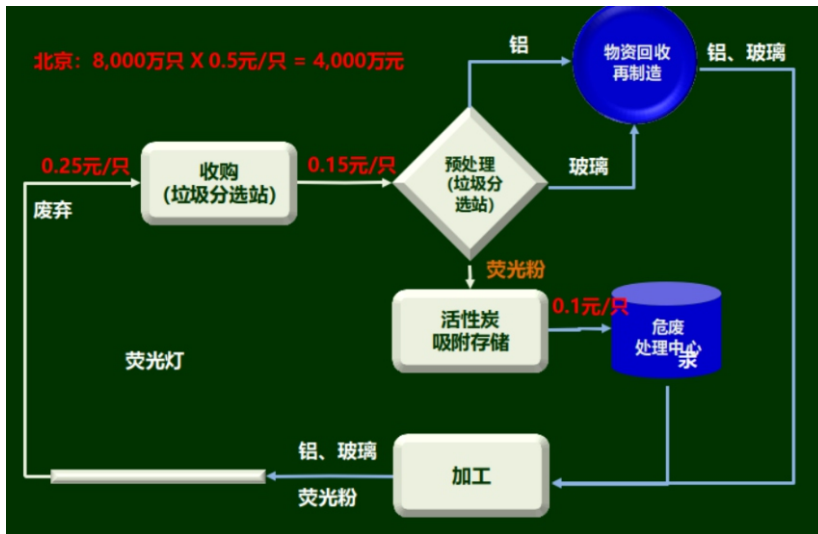 北京：8,000万只 X 0.5元/只 = 4,000万元
铝
物资回收
再制造
铝、玻璃
0.25元/只
收购
(垃圾分选站)
0.15元/只
预处理
(垃圾分
选站)
玻璃
废弃
荧光粉
活性炭
吸附存储
0.1元/只
危废
处理中心
汞
荧光灯
铝、玻璃
荧光粉
加工